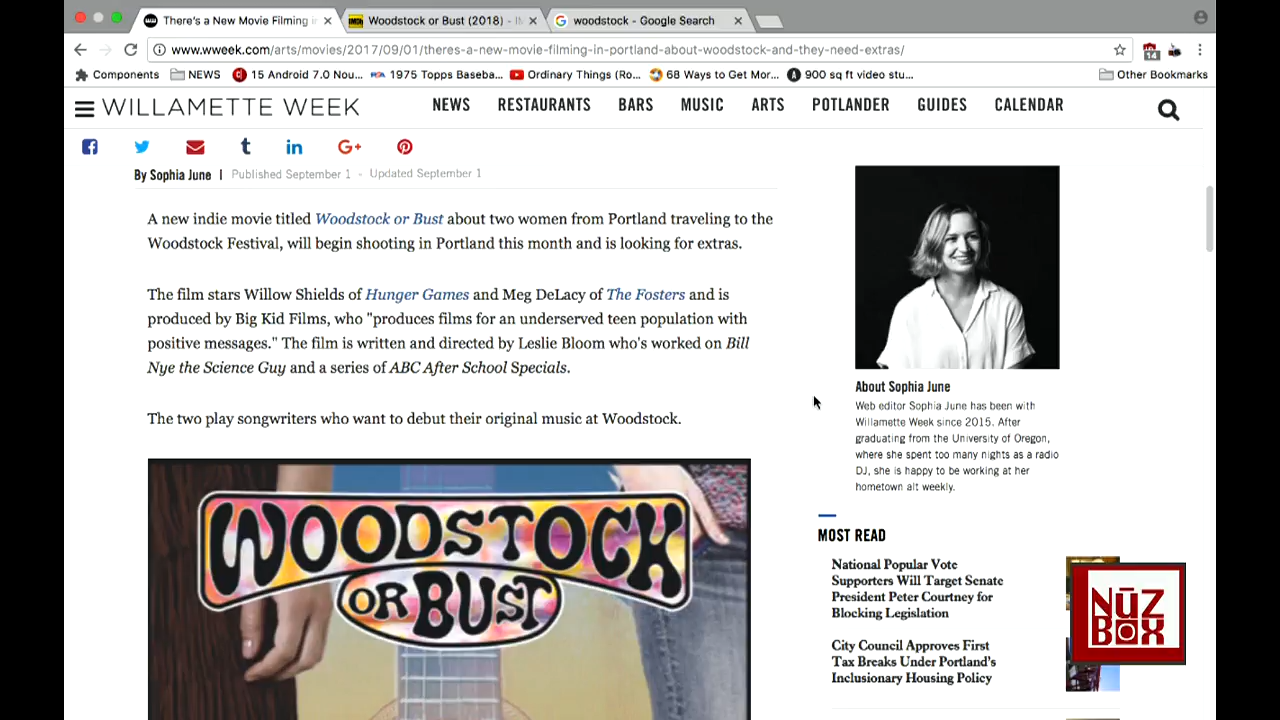 There's a New Movie Filming in
Woodstock or Bust (2018) - IM
woodstock - Google Search
www.wweek.com/arts/movies/2017/09/01/theres-a-new-movie-filming-in-portland-about-woodstock-and-they-need-extras/
14
Components
NEWS
15 Android 7.0 Nou...
1975 Topps Baseba...
Ordinary Things (Ro...
68 Ways to Get Mor...
900 sq ft video stu...
Other Bookmarks
WILLAMETTE WEEK
NEWS RESTAURANTS BARS MUSIC ARTS POTLANDER GUIDES CALENDAR
By Sophia June | Published September 1 - Updated September 1
A new indie movie titled Woodstock or Bust about two women from Portland traveling to the
Woodstock Festival, will begin shooting in Portland this month and is looking for extras.
The film stars Willow Shields of Hunger Games and Meg DeLacy of The Fosters and is
produced by Big Kid Films, who "produces films for an underserved teen population with
positive messages." The film is written and directed by Leslie Bloom who's worked on Bill
Nye the Science Guy and a series of ABC After School Specials.
The two play songwriters who want to debut their original music at Woodstock.
WOODSTOCK
OR BUST
About Sophia June
Web editor Sophia June has been with
Willamette Week since 2015. After
graduating from the University of Oregon,
where she spent too many nights as a radio
DJ, she is happy to be working at her
hometown alt weekly.
MOST READ
National Popular Vote
Supporters Will Target Senate
President Peter Courtney for
Blocking Legislation
City Council Approves First
Tax Breaks Under Portland's
Inclusionary Housing Policy
NŪZ
BOX